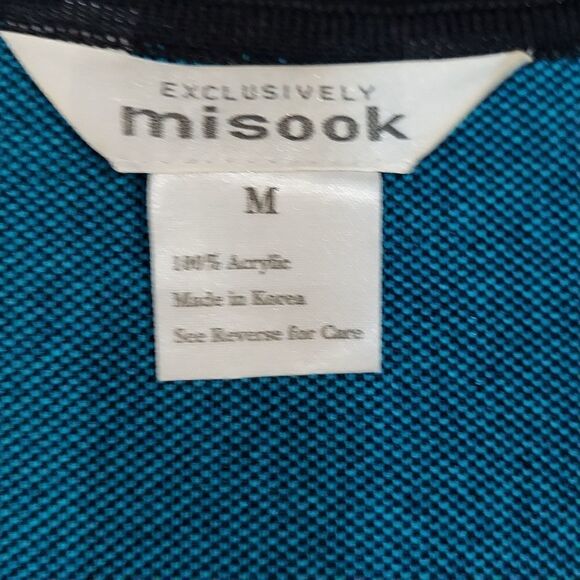 EXCLUSIVELY
misook
M
100% Acrylic
Made in Korea
See Reverse for Care